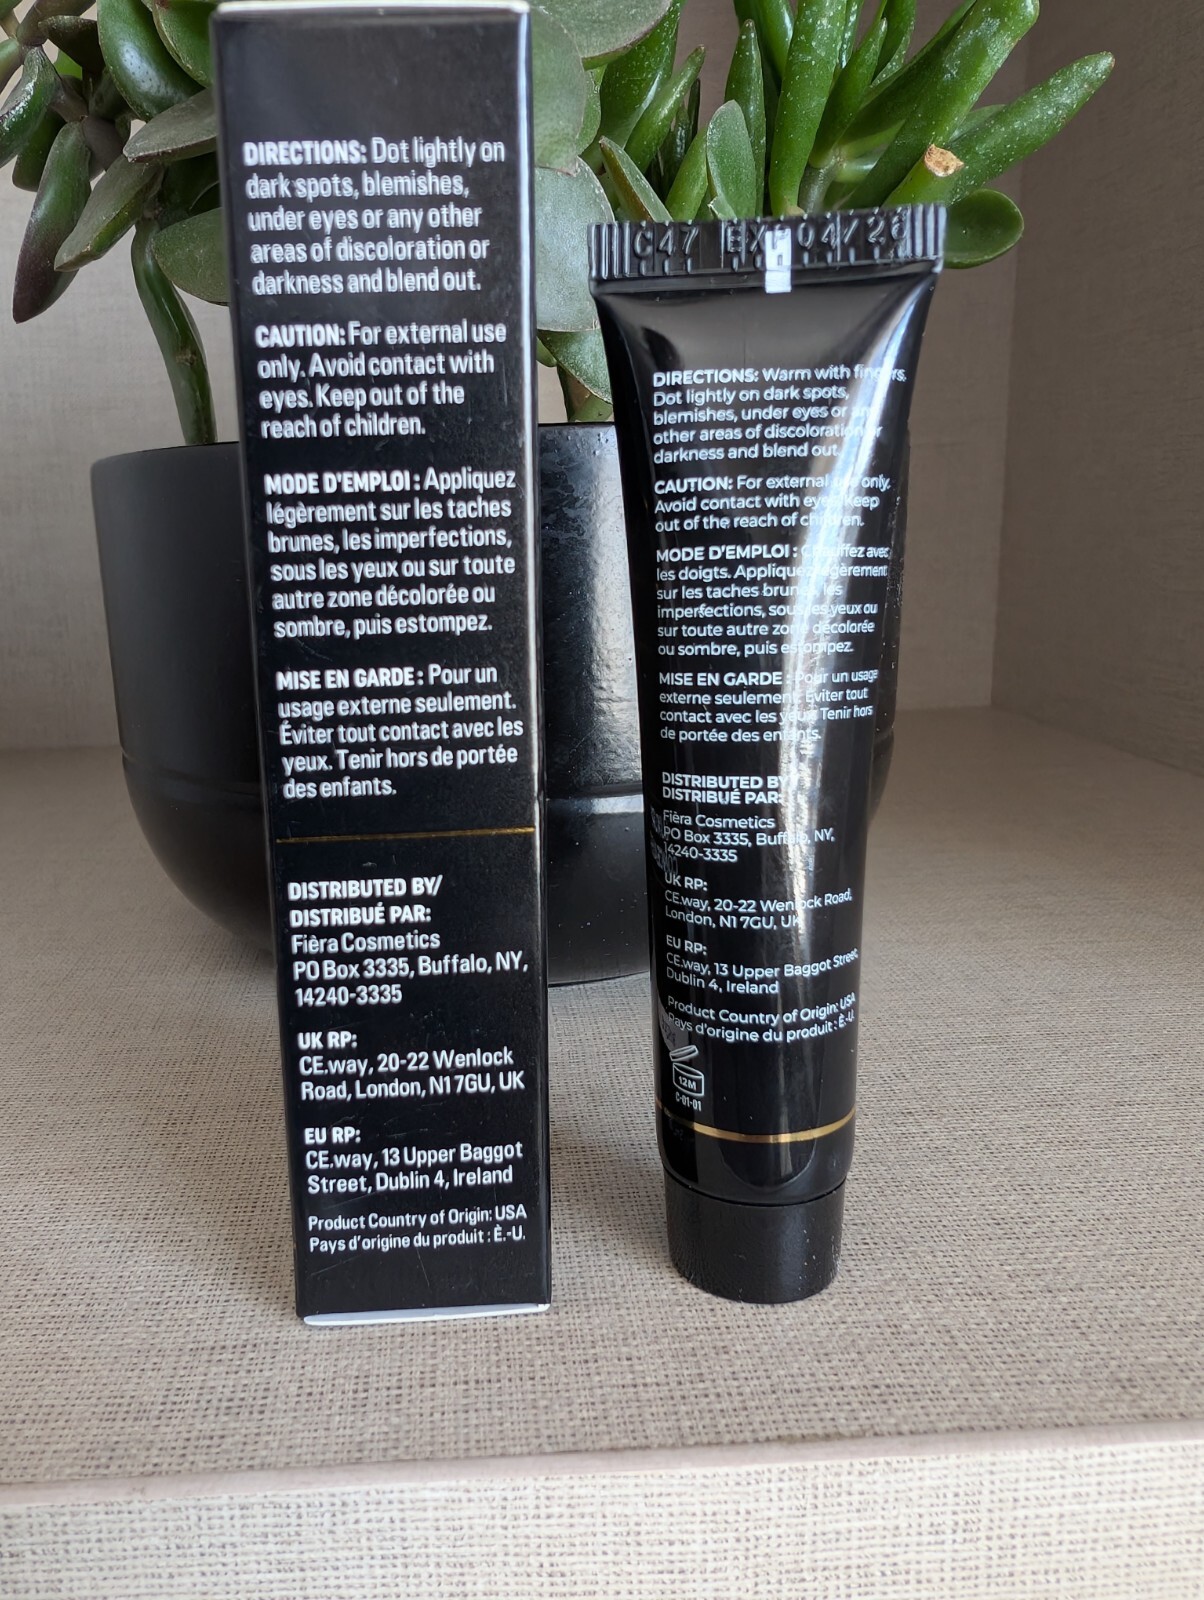 DIRECTIONS: Dot lightly on
dark spots, blemishes,
under eyes or any other
areas of discoloration or
darkness and blend out.
CAUTION: For external use
only. Avoid contact with
eyes. Keep out of the
reach of children.
MODE D'EMPLOI : Appliquez
légèrement sur les taches
brunes, les imperfections,
sous les yeux ou sur toute
autre zone décolorée ou
sombre, puis estompez.
MISE EN GARDE : Pour un
usage externe seulement.
Éviter tout contact avec les
yeux. Tenir hors de portée
des enfants.
DISTRIBUTED BY/
DISTRIBUÉ PAR:
Fièra Cosmetics
PO Box 3335, Buffalo, NY,
14240-3335
UK RP:
CE.way, 20-22 Wenlock
Road, London, N1 7GU, UK
EU RP:
CE.way, 13 Upper Baggot
Street, Dublin 4, Ireland
Product Country of Origin: USA
Pays d'origine du produit : É.-U.
C47 EXP 04/26
DIRECTIONS: Warm with fingers.
Dot lightly on dark spots,
blemishes, under eyes or any
other areas of discoloration or
darkness and blend out.
CAUTION: For external use only.
Avoid contact with eyes. Keep
out of the reach of children.
MODE D'EMPLOI : Chauffez avec
les doigts. Appliquez légèrement
sur les taches brunes, les
imperfections, sous les yeux ou
sur toute autre zone décolorée
ou sombre, puis estompez.
MISE EN GARDE : Pour un usage
externe seulement. Éviter tout
contact avec les yeux. Tenir hors
de portée des enfants.
DISTRIBUTED BY/
DISTRIBUÉ PAR:
Fièra Cosmetics
PO Box 3335, Buffalo, NY,
14240-3335
UK RP:
CE.way, 20-22 Wenlock Road,
London, N1 7GU, UK
EU RP:
CE.way, 13 Upper Baggot Street,
Dublin 4, Ireland
Product Country of Origin: USA
Pays d'origine du produit : É.-U.
12M
C-01-01